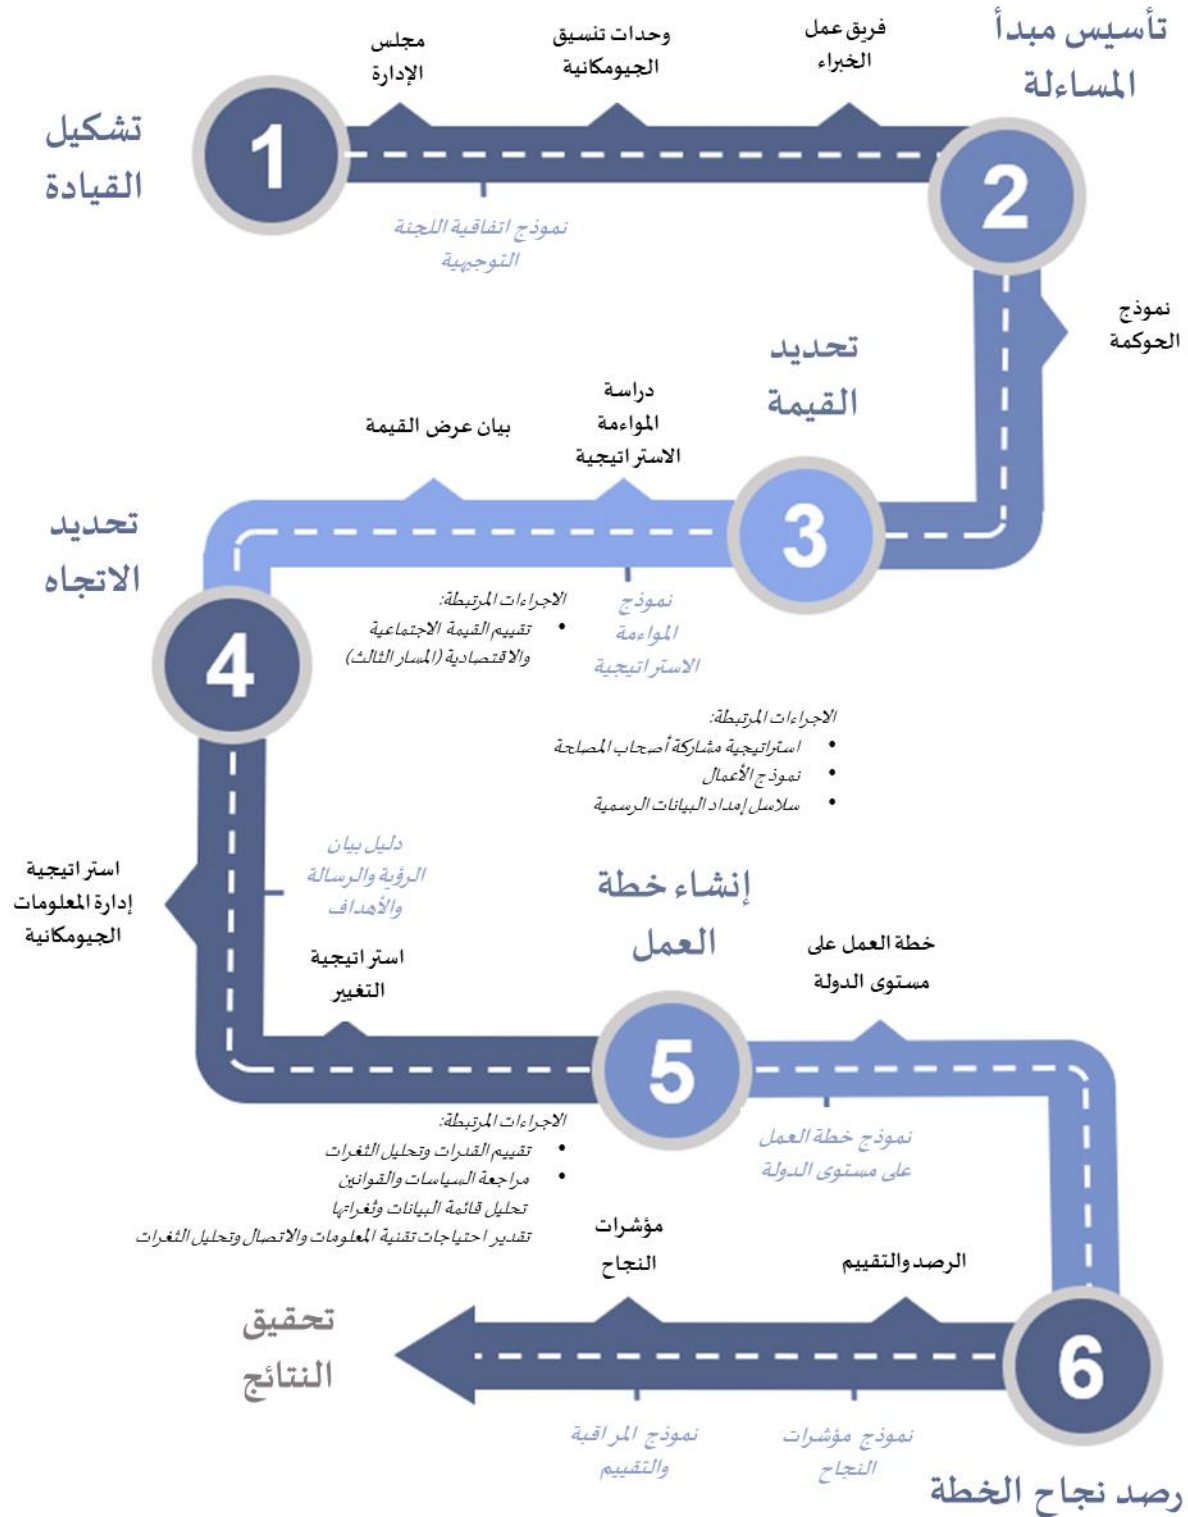 تأسيس مبدأ
المساءلة
فريق عمل
الخبراء
وحدات تنسيق
الجيومكانية
مجلس
الإدارة
تشكيل
القيادة
1
2
نموذج اتفاقية اللجنة
التوجيهية
نموذج
الحوكمة
تحديد
القيمة
دراسة
المواءمة
الاستراتيجية
بيان عرض القيمة
3
تحديد
الاتجاه
4
نموذج
المواءمة
الاستراتيجية
الاجراءات المرتبطة:
• تقييم القيمة الاجتماعية
والاقتصادية (المسار الثالث)
الاجراءات المرتبطة:
• استراتيجية مشاركة أصحاب المصلحة
• نموذج الأعمال
• سلاسل إمداد البيانات الرسمية
دليل بيان
الرؤية والرسالة
والأهداف
استراتيجية
إدارة المعلومات
الجيومكانية
استراتيجية
التغيير
إنشاء خطة
العمل
خطة العمل على
مستوى الدولة
5
نموذج خطة العمل
على مستوى الدولة
الاجراءات المرتبطة:
• تقييم القدرات وتحليل الثغرات
• مراجعة السياسات والقوانين
تحليل قائمة البيانات وثغراتها
تقدير احتياجات تقنية المعلومات والاتصال وتحليل الثغرات
الرصد والتقييم
مؤشرات
النجاح
6
تحقيق
النتائج
نموذج مؤشرات
النجاح
نموذج المراقبة
والتقييم
رصد نجاح الخطة